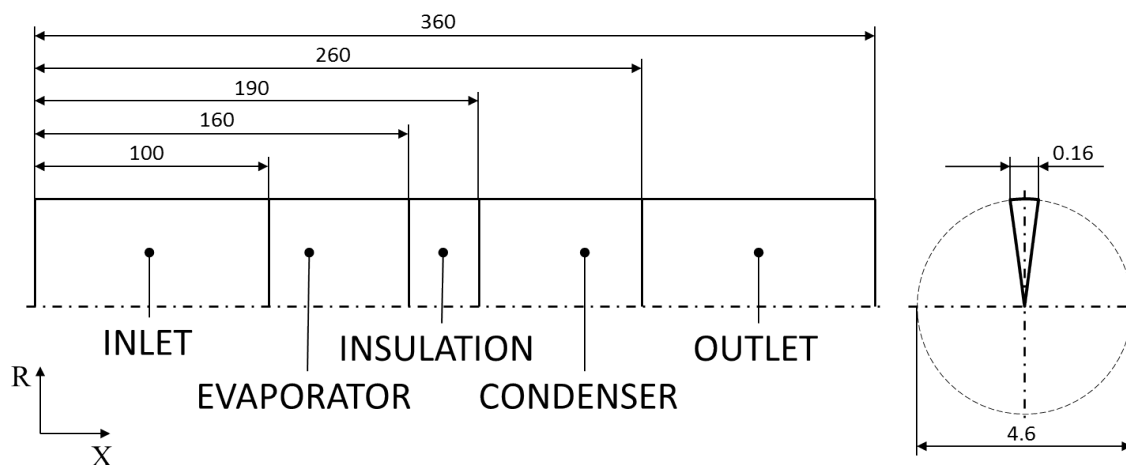 360
260
190
160
100
0.16
INLET
INSULATION
OUTLET
EVAPORATOR
CONDENSER
R
X
4.6